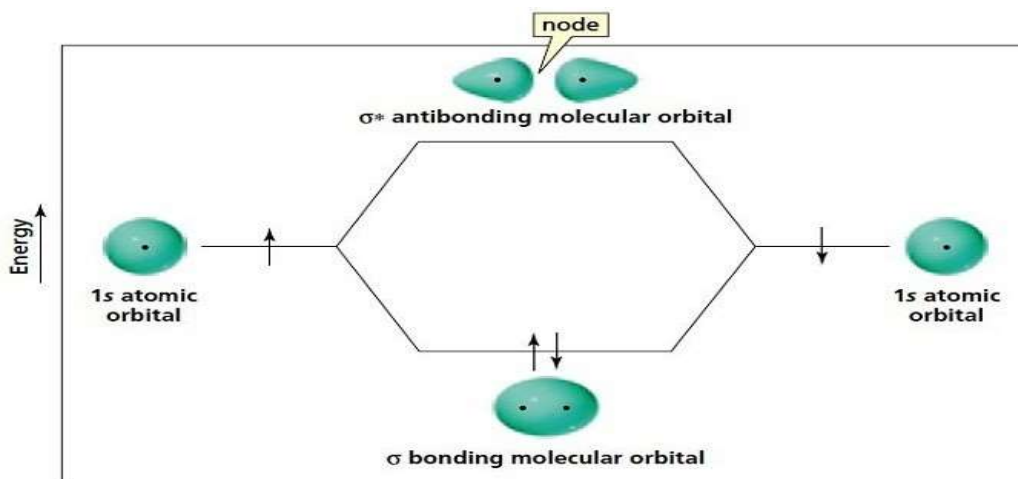 node
σ* antibonding molecular orbital
Energy
1s atomic
orbital
1s atomic
orbital
σ bonding molecular orbital